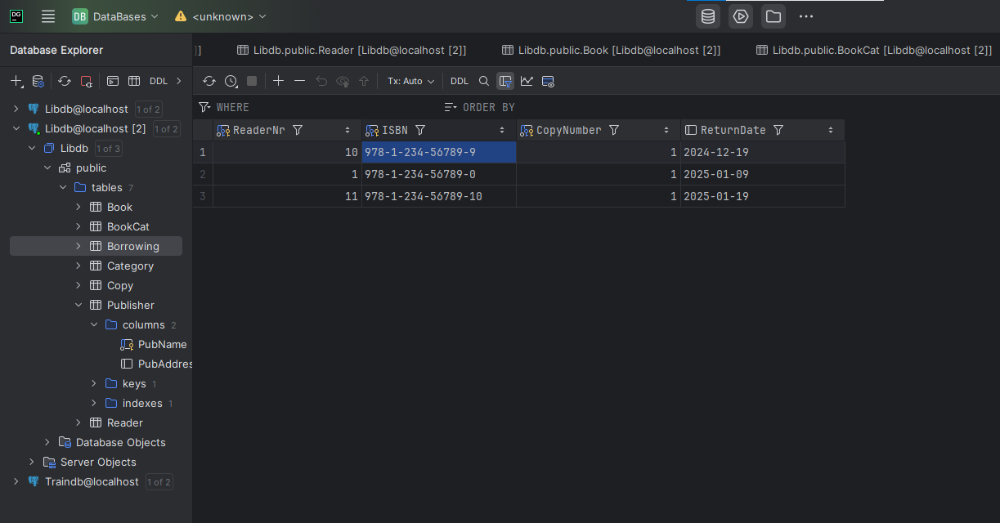 DG
DB DataBases <unknown>
Database Explorer
] Libdb.public.Reader [Libdb@localhost [2]] Libdb.public.Book [Libdb@localhost [2]] Libdb.public.BookCat [Libdb@localhost [2]]
DDL Tx: Auto DDL
WHERE ORDER BY
Libdb@localhost 1 of 2
Libdb@localhost [2] 1 of 2
Libdb 1 of 3
public
tables 7
Book
BookCat
Borrowing
Category
Copy
Publisher
columns 2
PubName
PubAddres
keys 1
indexes 1
Reader
Database Objects
Server Objects
Traindb@localhost 1 of 2
ReaderNr ISBN CopyNumber ReturnDate
1 10 978-1-234-56789-9 1 2024-12-19
2 1 978-1-234-56789-0 1 2025-01-09
3 11 978-1-234-56789-10 1 2025-01-19